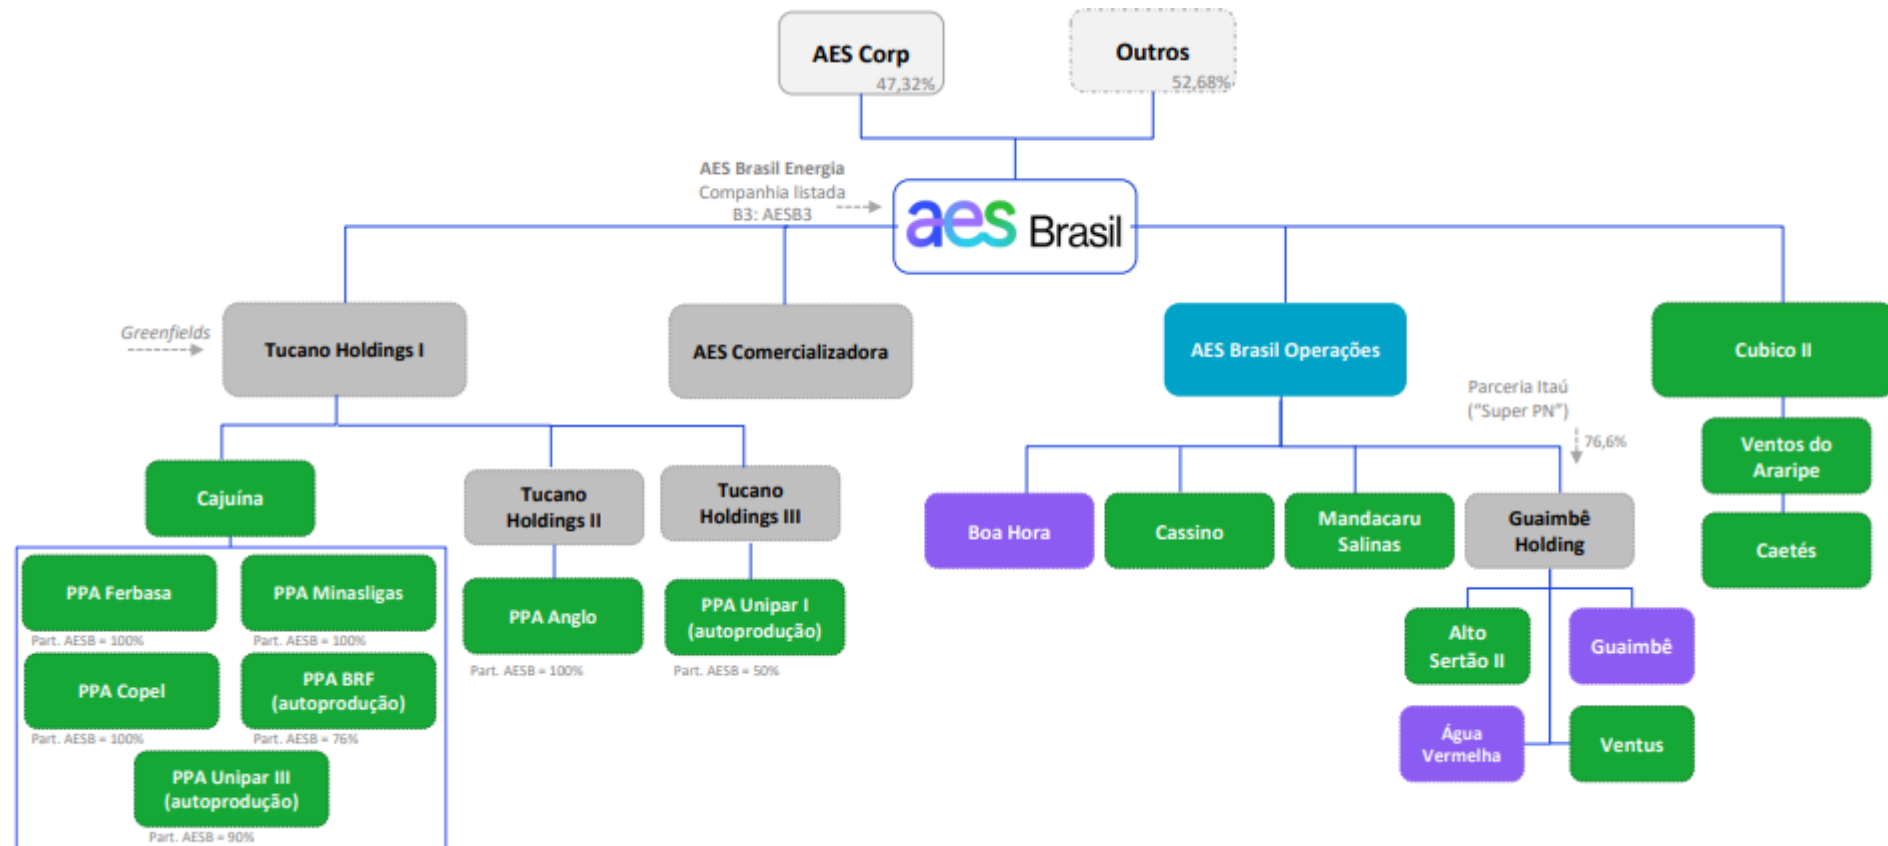 AES Corp
47,32%
Outros
52,68%
AES Brasil Energia
Companhia listada
B3: AESB3
aes Brasil
Greenfields
Tucano Holdings I
AES Comercializadora
AES Brasil Operações
Cubico II
Parceria Itaú
("Super PN")
76,6%
Cajuína
Tucano
Holdings II
Tucano
Holdings III
Boa Hora
Cassino
Mandacaru
Salinas
Guaimbê
Holding
Ventos do
Araripe
Caetés
PPA Ferbasa
Part. AESB = 100%
PPA Minasligas
Part. AESB = 100%
PPA Copel
Part. AESB = 100%
PPA BRF
(autoprodução)
Part. AESB = 76%
PPA Unipar III
(autoprodução)
Part. AESB = 90%
PPA Anglo
Part. AESB = 100%
PPA Unipar I
(autoprodução)
Part. AESB = 50%
Alto
Sertão II
Guaimbê
Água
Vermelha
Ventus